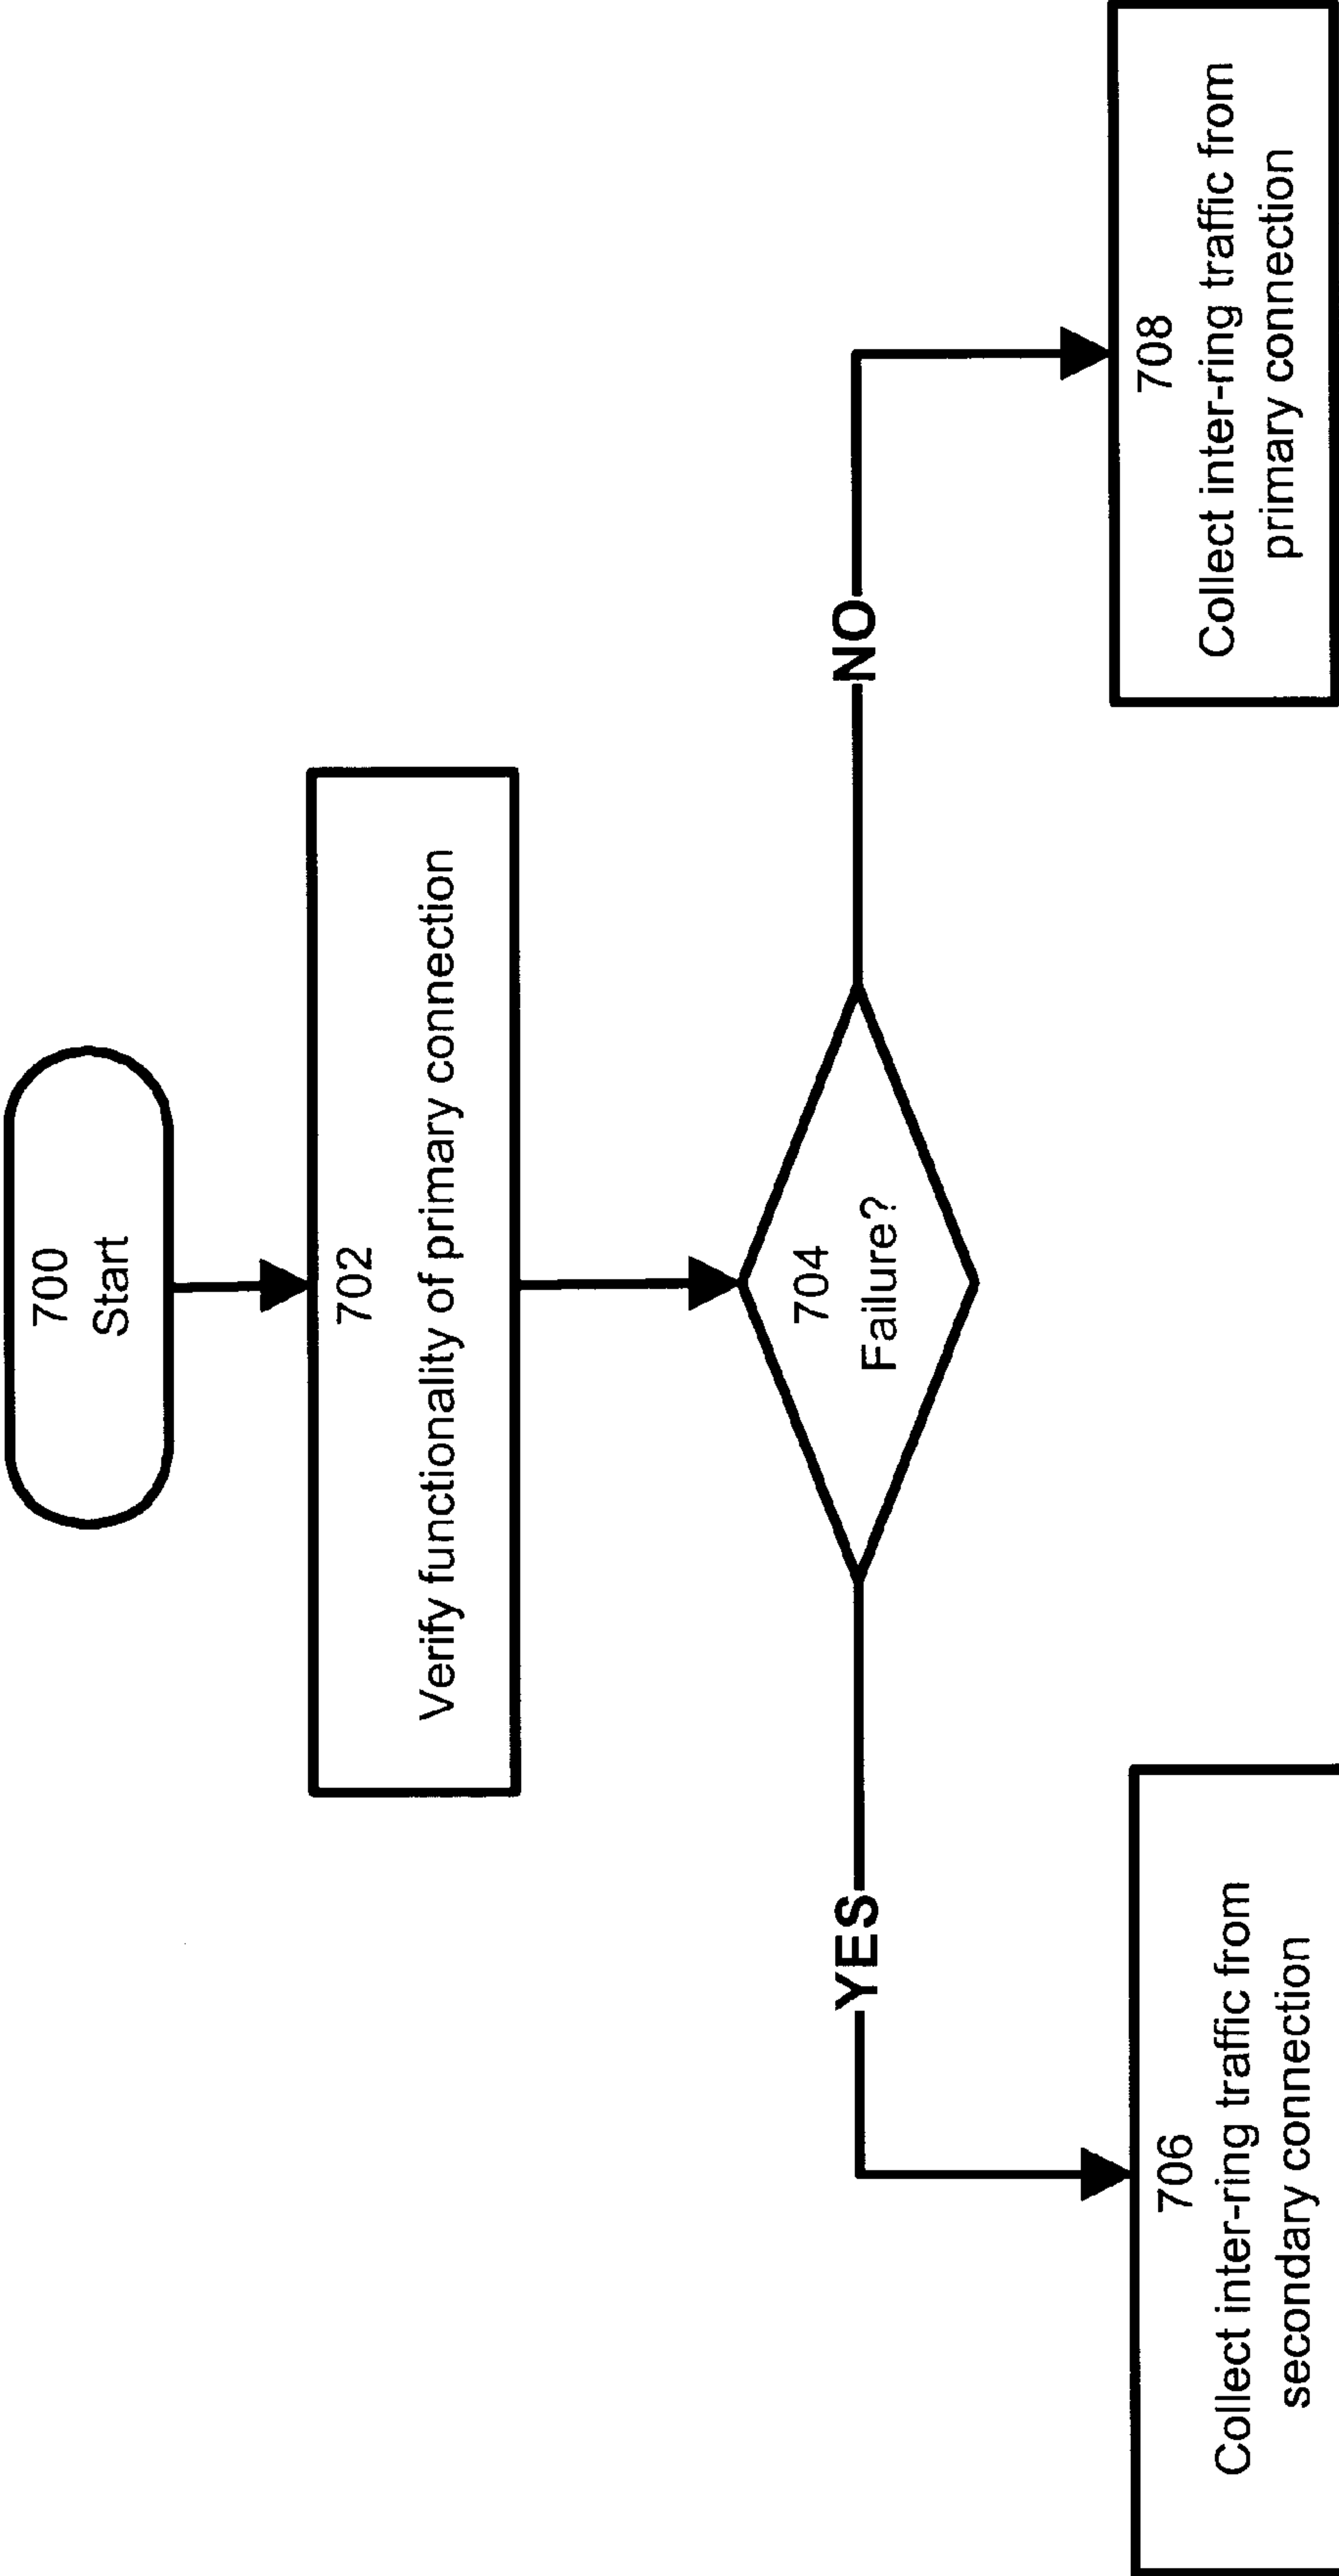 700
Start
702
Verify functionality of primary connection
704
Failure?
YES
NO
706
Collect inter-ring traffic from
secondary connection
708
Collect inter-ring traffic from
primary connection